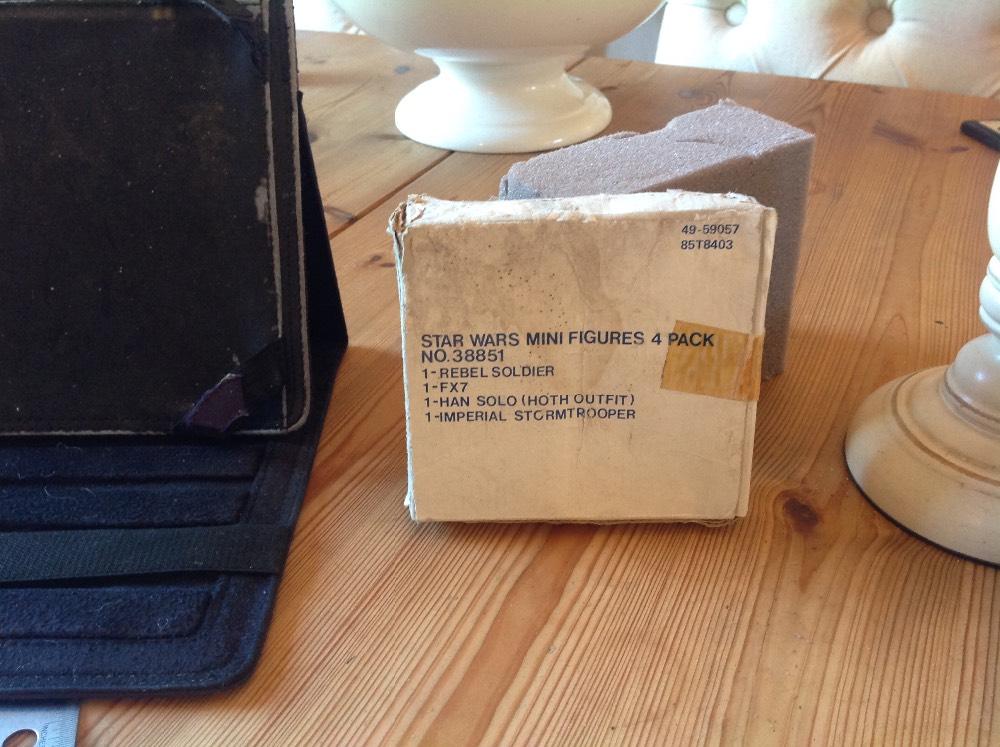 49-59057
85T8403
STAR WARS MINI FIGURES 4 PACK
NO. 38851
1-REBEL SOLDIER
1-FX7
1-HAN SOLO (HOTH OUTFIT)
1-IMPERIAL STORMTROOPER